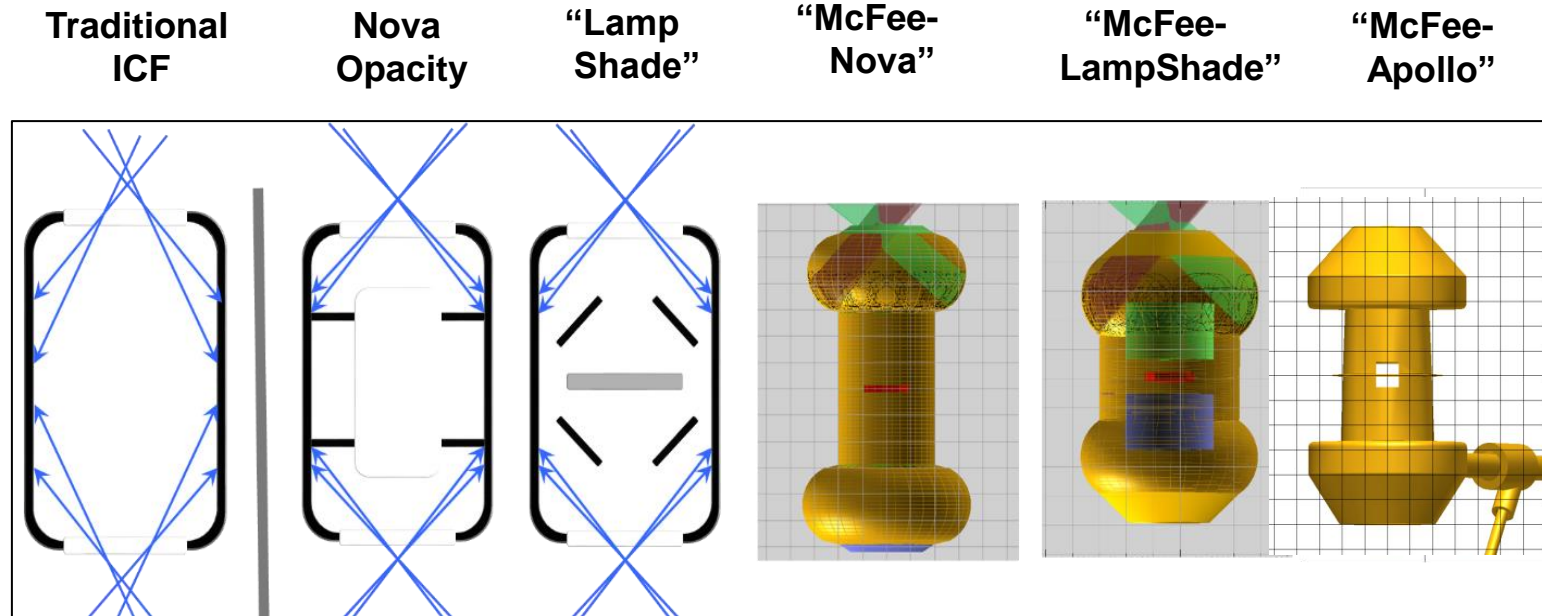 Traditional
ICF
Nova
Opacity
“Lamp
Shade”
“McFee-
Nova”
“McFee-
LampShade”
“McFee-
Apollo”